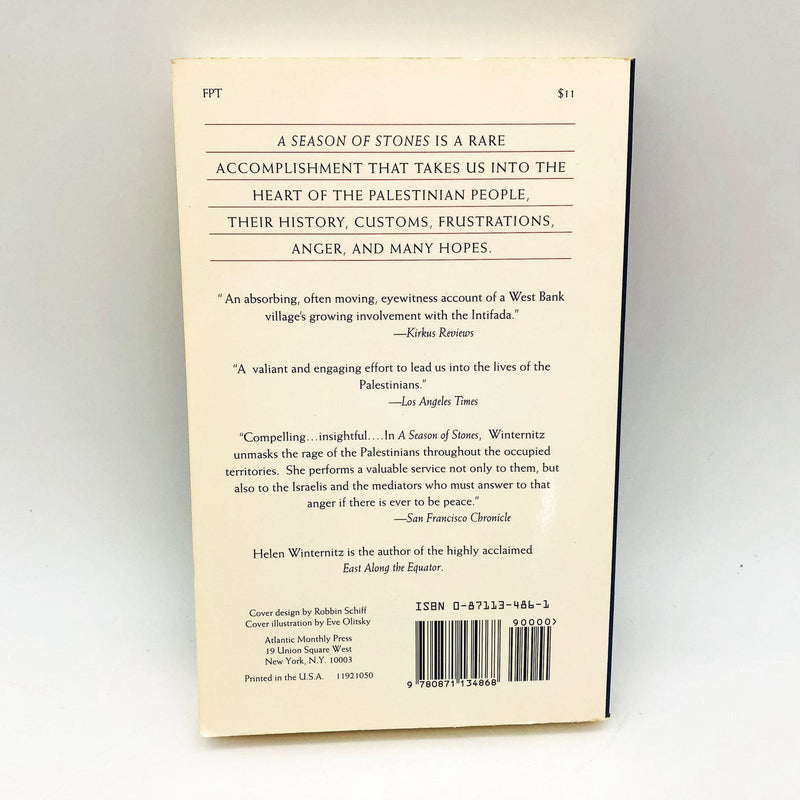 FPT $11
A SEASON OF STONES IS A RARE
ACCOMPLISHMENT THAT TAKES US INTO THE
HEART OF THE PALESTINIAN PEOPLE,
THEIR HISTORY, CUSTOMS, FRUSTRATIONS,
ANGER, AND MANY HOPES.
“An absorbing, often moving, eyewitness account of a West Bank
village's growing involvement with the Intifada.”
—Kirkus Reviews
“A valiant and engaging effort to lead us into the lives of the
Palestinians.”
—Los Angeles Times
“Compelling...insightful....In A Season of Stones, Winternitz
unmasks the rage of the Palestinians throughout the occupied
territories. She performs a valuable service not only to them, but
also to the Israelis and the mediators who must answer to that
anger if there is ever to be peace.”
—San Francisco Chronicle
Helen Winternitz is the author of the highly acclaimed
East Along the Equator.
Cover design by Robbin Schiff
Cover illustration by Eve Olitsky
Atlantic Monthly Press
19 Union Square West
New York, N.Y. 10003
Printed in the U.S.A. 11921050
ISBN 0-87113-486-1
90000>
9 780871 134868